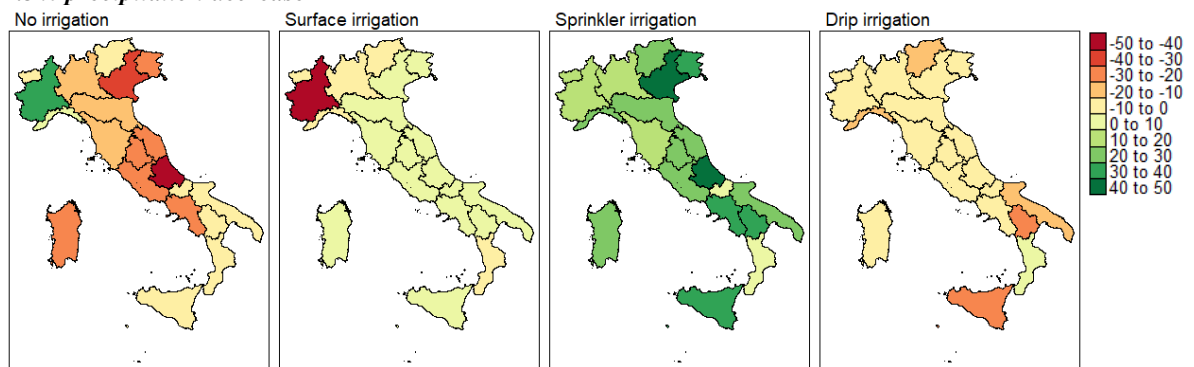 precipitation decrease
No irrigation
Surface irrigation
Sprinkler irrigation
Drip irrigation
-50 to -40
-40 to -30
-30 to -20
-20 to -10
-10 to 0
0 to 10
10 to 20
20 to 30
30 to 40
40 to 50